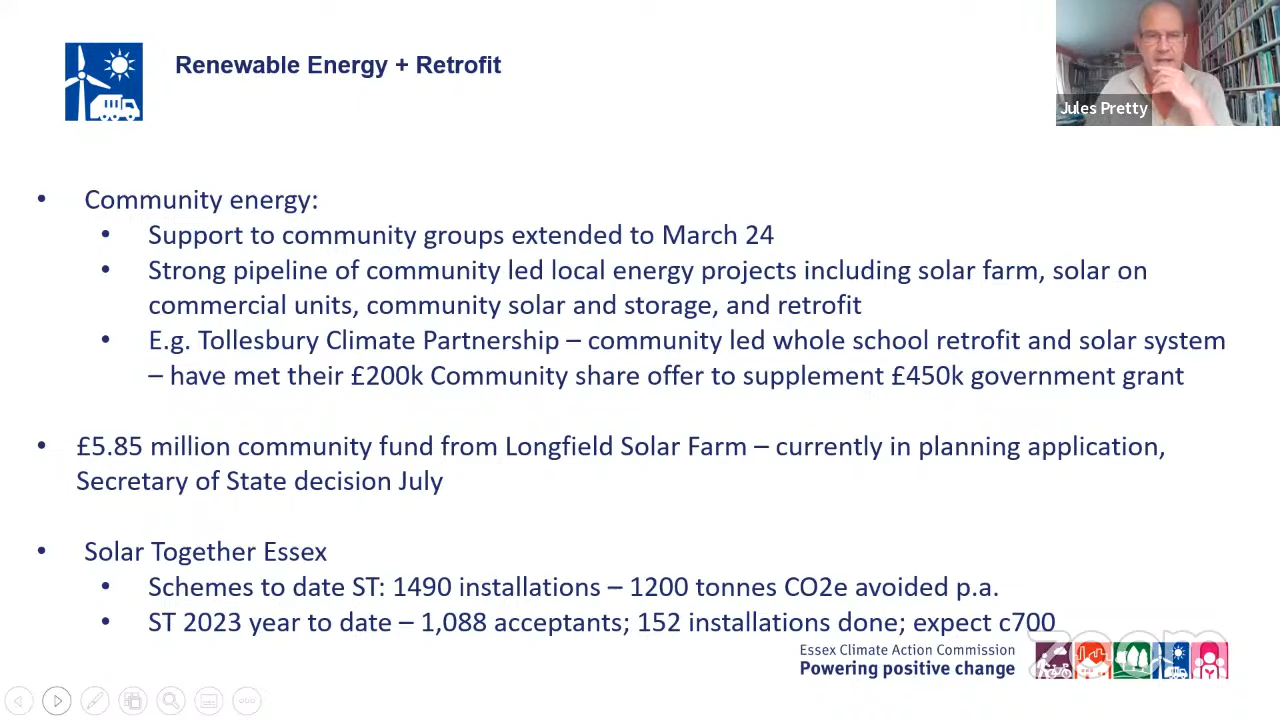 Renewable Energy + Retrofit
Jules Pretty
• Community energy:
• Support to community groups extended to March 24
• Strong pipeline of community led local energy projects including solar farm, solar on
commercial units, community solar and storage, and retrofit
• E.g. Tollesbury Climate Partnership – community led whole school retrofit and solar system
– have met their £200k Community share offer to supplement £450k government grant
• £5.85 million community fund from Longfield Solar Farm – currently in planning application,
Secretary of State decision July
• Solar Together Essex
• Schemes to date ST: 1490 installations – 1200 tonnes CO2e avoided p.a.
• ST 2023 year to date – 1,088 acceptants; 152 installations done; expect c700
zoom
Essex Climate Action Commission
Powering positive change